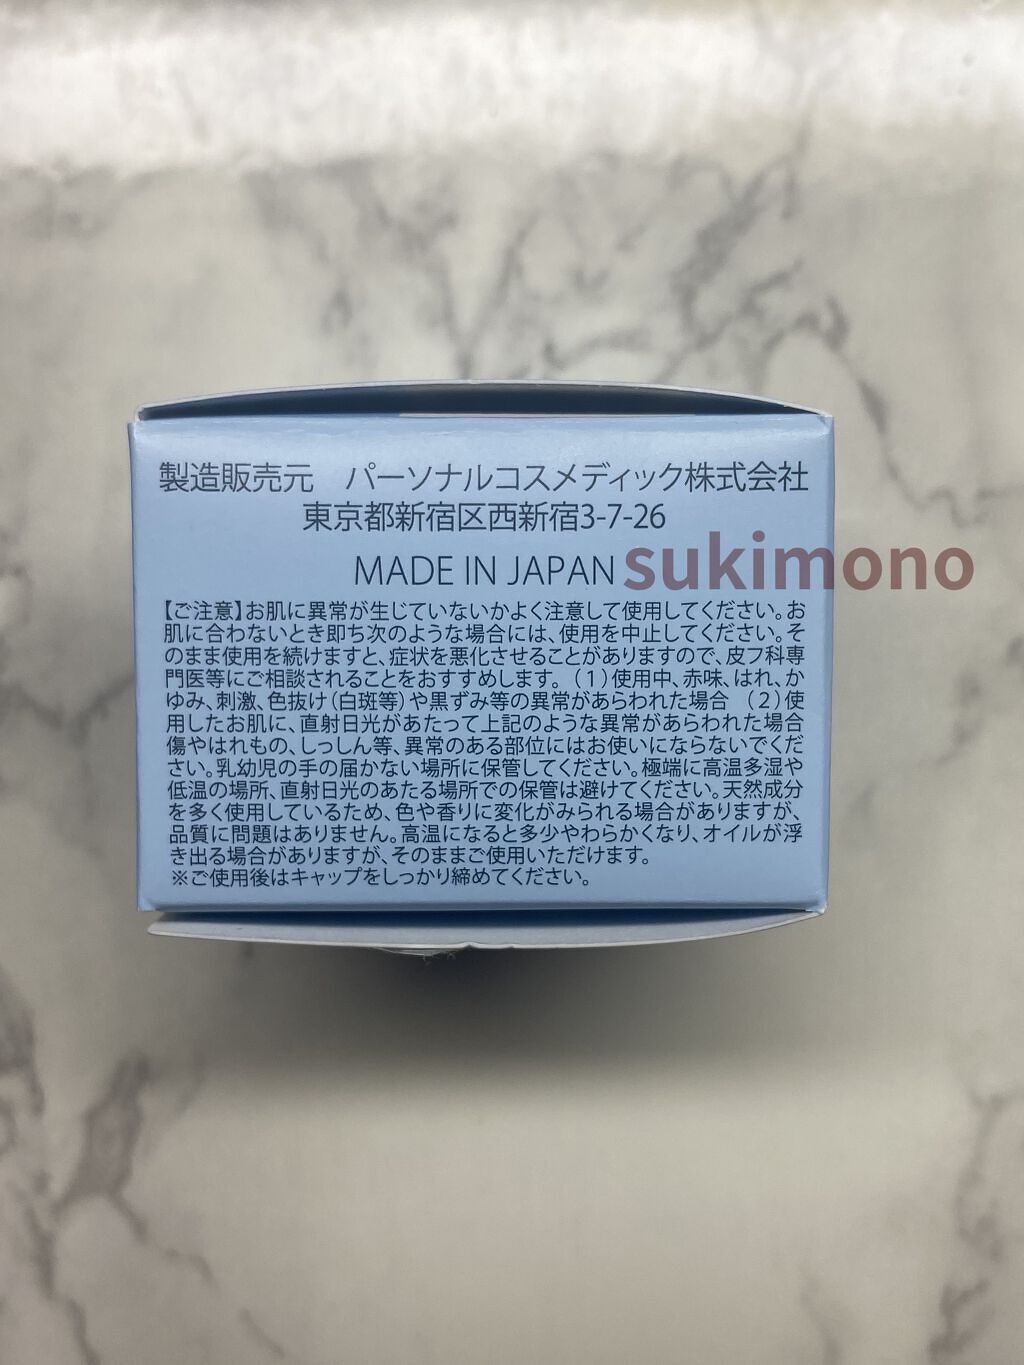 製造販売元　パーソナルコスメディック株式会社
東京都新宿区西新宿3-7-26
MADE IN JAPAN
sukimono
【ご注意】お肌に異常が生じていないかよく注意して使用してください。お
肌に合わないとき即ち次のような場合には、使用を中止してください。そ
のまま使用を続けますと、症状を悪化させることがありますので、皮フ科専
門医等にご相談されることをおすすめします。（1）使用中、赤味、はれ、か
ゆみ、刺激、色抜け（白斑等）や黒ずみ等の異常があらわれた場合　（2）使
用したお肌に、直射日光があたって上記のような異常があらわれた場合
傷やはれもの、しっしん等、異常のある部位にはお使いにならないでくだ
さい。乳幼児の手の届かない場所に保管してください。極端に高温多湿や
低温の場所、直射日光のあたる場所での保管は避けてください。天然成分
を多く使用しているため、色や香りに変化がみられる場合がありますが、
品質に問題はありません。高温になると多少やわらかくなり、オイルが浮
き出る場合がありますが、そのままご使用いただけます。
※ご使用後はキャップをしっかり締めてください。